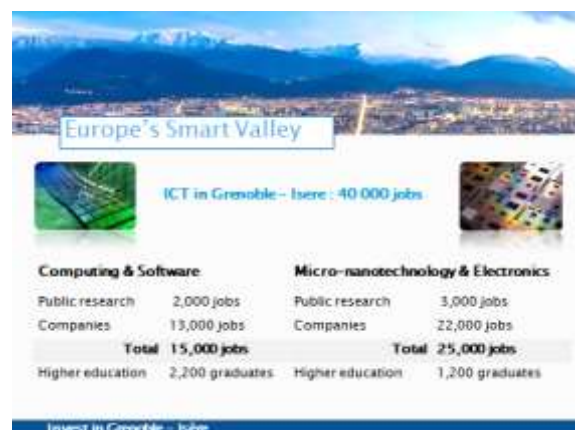 Europe's Smart Valley
ICT in Grenoble - Isere : 40 000 jobs
Computing & Software
Public research 2,000 jobs
Companies 13,000 jobs
Total 15,000 jobs
Higher education 2,200 graduates
Micro-nanotechnology & Electronics
Public research 3,000 jobs
Companies 22,000 jobs
Total 25,000 jobs
Higher education 1,200 graduates
Invest in Grenoble - Isère